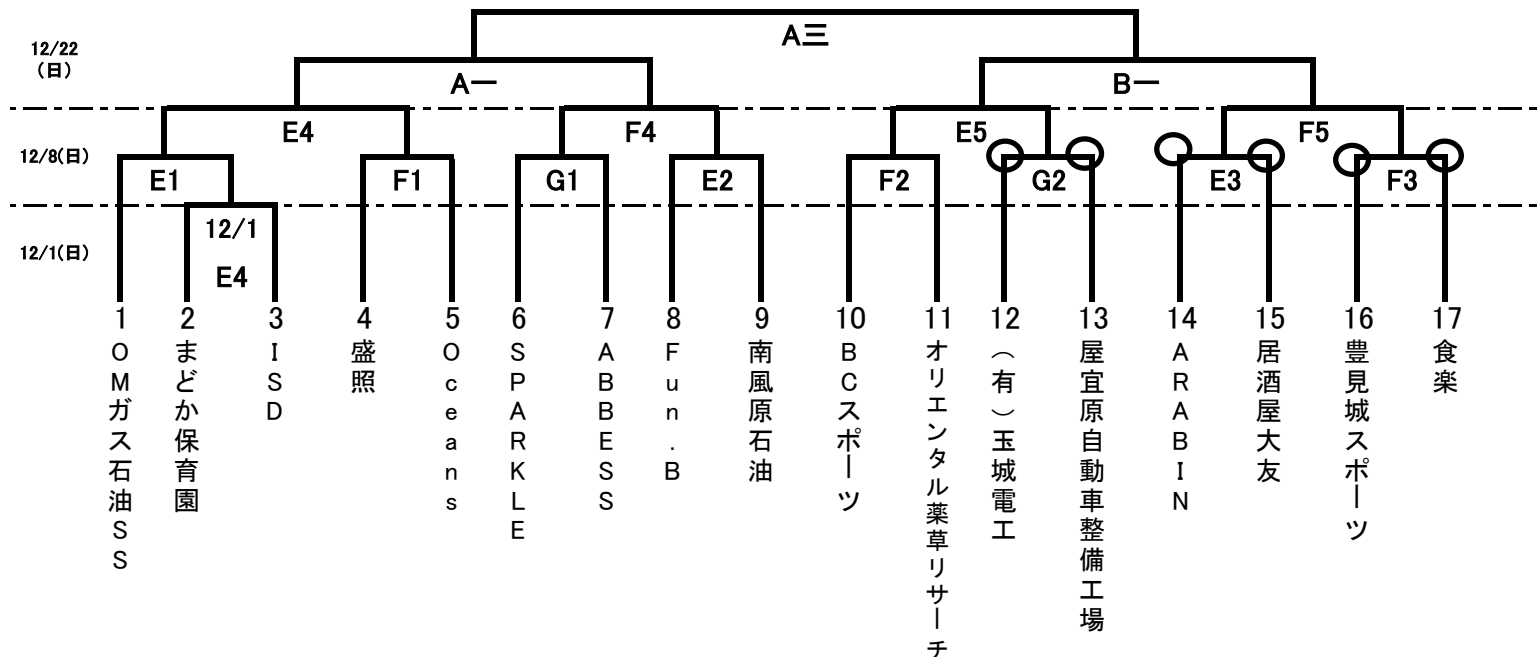 A三
12/22
(日)
A一
B一
E4
F4
E5
F5
12/8(日)
E1
F1
G1
E2
F2
G2
E3
F3
12/1(日)
12/1
E4
1
OMガス石油SS
2
まどか保育園
3
ISD
4
盛照
5
Oceans
6
SPARKLE
7
ABBESS
8
Fun.B
9
南風原石油
10
BCスポーツ
11
オリエンタル薬草リサーチ
12
(有)玉城電工
13
屋宜原自動車整備工場
14
ARABIN
15
居酒屋大友
16
豊見城スポーツ
17
食楽